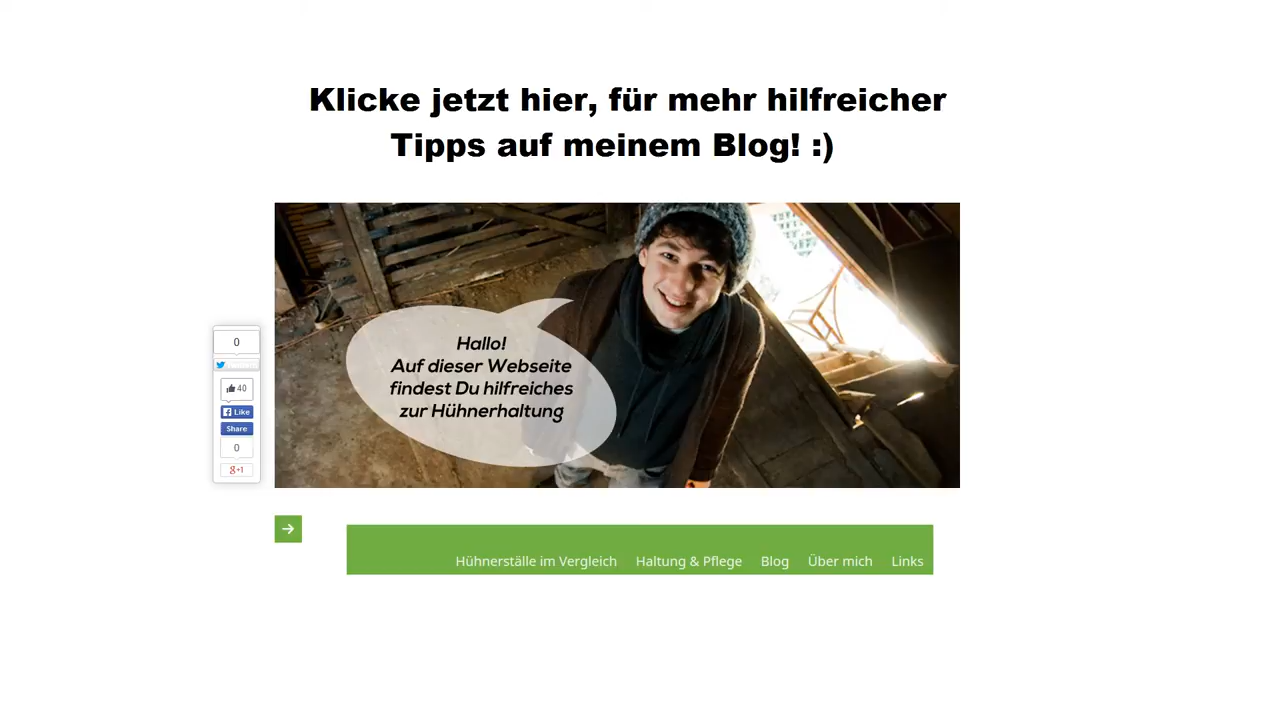 Klicke jetzt hier, für mehr hilfreicher
Tipps auf meinem Blog! :)
Hallo!
Auf dieser Webseite
findest Du hilfreiches
zur Hühnerhaltung
0
40
Like
Share
0
g+1
Hühnerställe im Vergleich Haltung & Pflege Blog Über mich Links